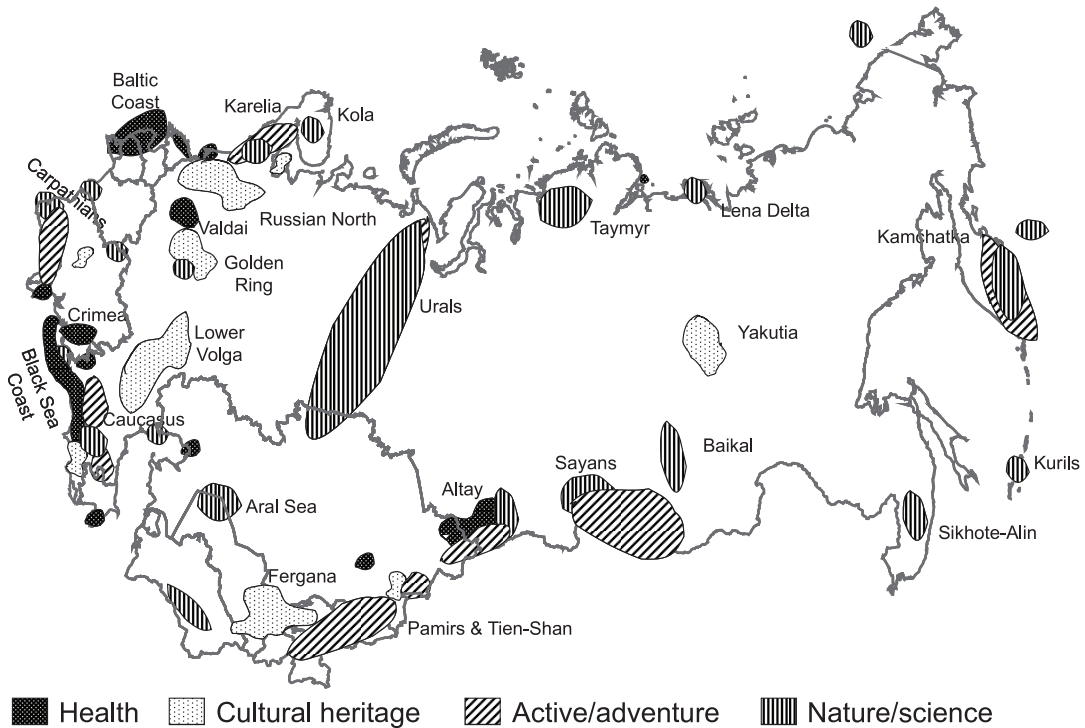 Baltic
Coast
Karelia
Kola
Carpathians
Valdai
Russian North
Taymyr
Lena Delta
Kamchatka
Golden
Ring
Urals
Crimea
Lower
Volga
Yakutia
Black Sea
Coast
Caucasus
Baikal
Sayans
Kurils
Altay
Aral Sea
Sikhote-Alin
Fergana
Pamirs & Tien-Shan
Health
Cultural heritage
Active/adventure
Nature/science